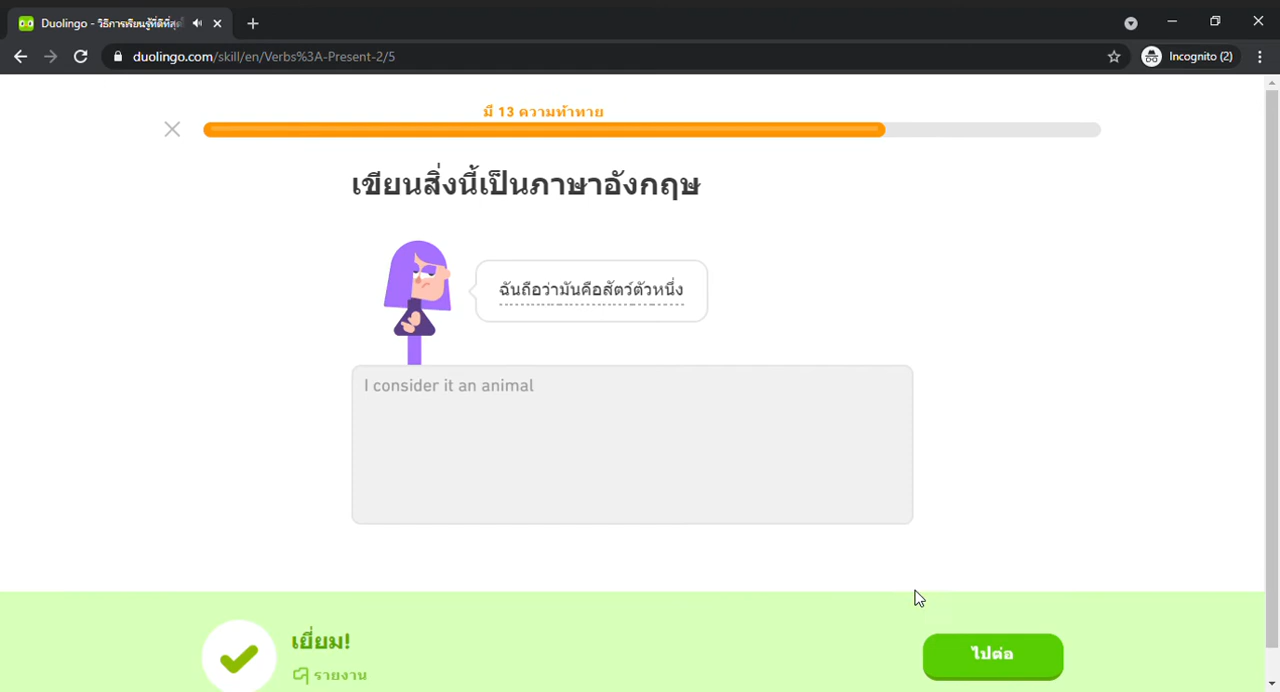 Duolingo - วิธีการเรียนรู้ที่ดีที่สุดใ
duolingo.com/skill/en/Verbs%3A-Present-2/5
Incognito (2)
มี 13 ความท้าทาย
เขียนสิ่งนี้เป็นภาษาอังกฤษ
ฉันถือว่ามันคือสัตว์ตัวหนึ่ง
I consider it an animal
เยี่ยม!
รายงาน
ไปต่อ